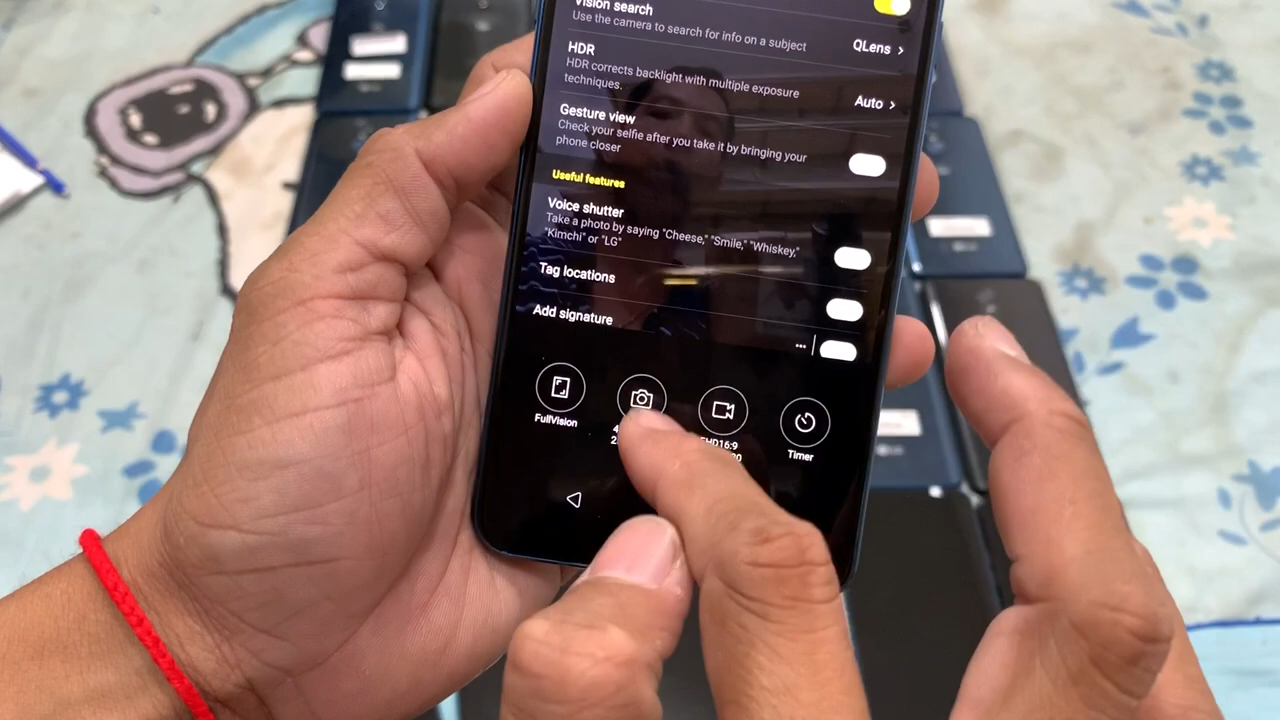 Vision search
Use the camera to search for info on a subject
QLens >
HDR
HDR corrects backlight with multiple exposure
techniques.
Auto >
Gesture view
Check your selfie after you take it by bringing your
phone closer
Useful features
Voice shutter
Take a photo by saying "Cheese," "Smile," "Whiskey,"
"Kimchi" or "LG"
Tag locations
Add signature
...
FullVision
Timer